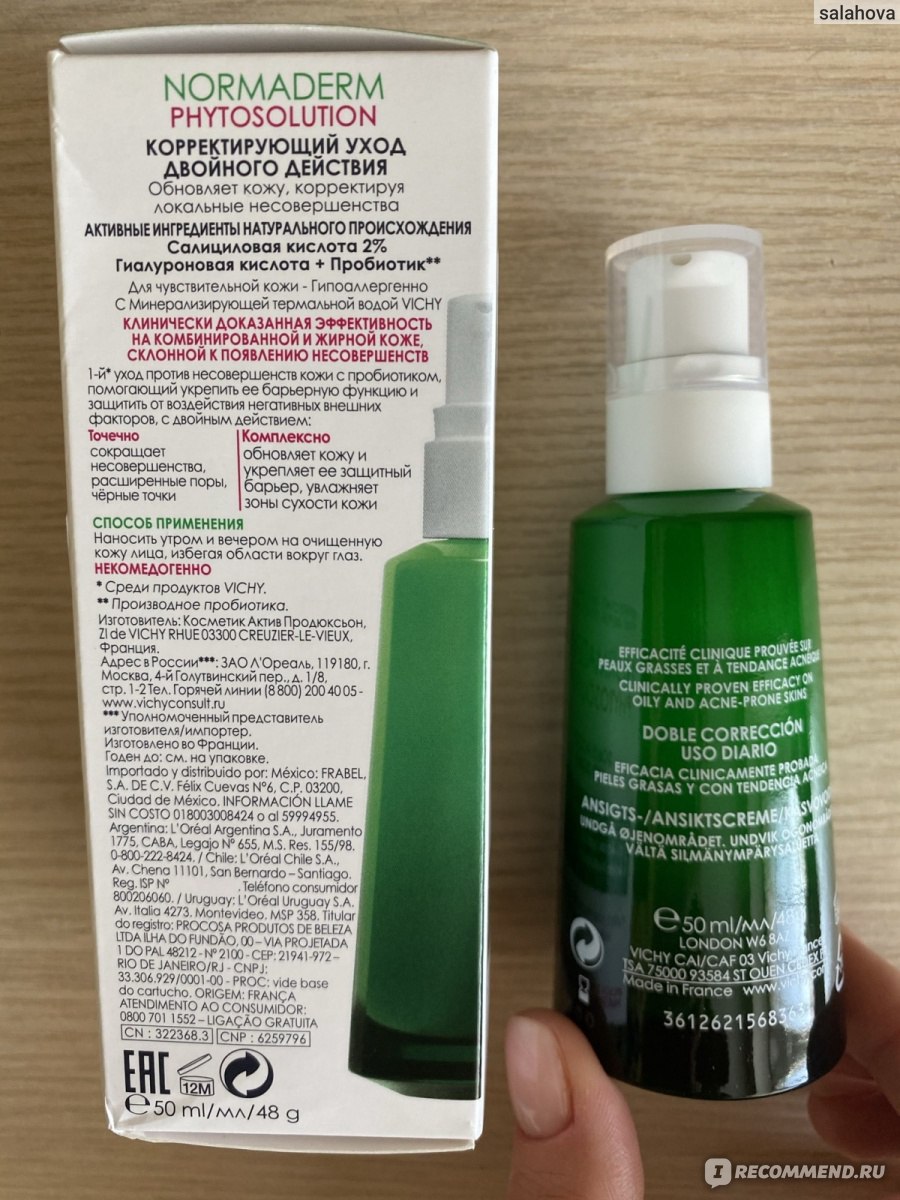 salahova
NORMADERM
PHYTOSOLUTION
КОРРЕКТИРУЮЩИЙ УХОД
ДВОЙНОГО ДЕЙСТВИЯ
Обновляет кожу, корректируя
локальные несовершенства
АКТИВНЫЕ ИНГРЕДИЕНТЫ НАТУРАЛЬНОГО ПРОИСХОЖДЕНИЯ
Салициловая кислота 2%
Гиалуроновая кислота + Пробиотик**
Для чувствительной кожи - Гипоаллергенно
С Минерализирующей термальной водой VICHY
КЛИНИЧЕСКИ ДОКАЗАННАЯ ЭФФЕКТИВНОСТЬ
НА КОМБИНИРОВАННОЙ И ЖИРНОЙ КОЖЕ,
СКЛОННОЙ К ПОЯВЛЕНИЮ НЕСОВЕРШЕНСТВ
1-й* уход против несовершенств кожи с пробиотиком,
помогающий укрепить ее барьерную функцию и
защитить от воздействия негативных внешних
факторов, с двойным действием:
Точечно
сокращает
несовершенства,
расширенные поры,
чёрные точки
Комплексно
обновляет кожу и
укрепляет ее защитный
барьер, увлажняет
зоны сухости кожи
СПОСОБ ПРИМЕНЕНИЯ
Наносить утром и вечером на очищенную
кожу лица, избегая области вокруг глаз.
НЕКОМЕДОГЕННО
* Среди продуктов VICHY.
** Производное пробиотика.
Изготовитель: Косметик Актив Продюксьон,
ZI de VICHY RHUE 03300 CREUZIER-LE-VIEUX,
Франция.
Адрес в России***: ЗАО Л'Ореаль, 119180, г.
Москва, 4-й Голутвинский пер., д. 1/8,
стр. 1-2 Тел. Горячей линии (8 800) 200 40 05 -
www.vichyconsult.ru
*** Уполномоченный представитель
изготовителя/импортер.
Изготовлено во Франции.
Годен до: см. на упаковке.
Importado y distribuido por: México: FRABEL,
S.A. DE C.V. Félix Cuevas N°6, C.P. 03200,
Ciudad de México. INFORMACIÓN LLAME
SIN COSTO 018003008424 o al 59994955.
Argentina: L'Oréal Argentina S.A., Juramento
1775, CABA, Legajo N° 655, M.S. Res. 155/98.
0-800-222-8424. / Chile: L'Oréal Chile S.A.,
Av. Chena 11101, San Bernardo – Santiago.
Reg. ISP N° . Teléfono consumidor
800206060. / Uruguay: L'Oréal Uruguay S.A.
Av. Italia 4273. Montevideo. MSP 358. Titular
do registro: PROCOSA PRODUTOS DE BELEZA
LTDA ILHA DO FUNDÃO, 00 – VIA PROJETADA
1 DO PAL 48212 - N° 2100 - CEP: 21941-972 –
RIO DE JANEIRO/RJ - CNPJ:
33.306.929/0001-00 - PROC: vide base
do cartucho. ORIGEM: FRANÇA
ATENDIMENTO AO CONSUMIDOR:
0800 701 1552 – LIGAÇÃO GRATUITA
CN : 322368.3 CNP : 6259796
EAC 12M
℮ 50 ml/мл/48 g
EFFICACITÉ CLINIQUE PROUVÉE SUR
PEAUX GRASSES ET À TENDANCE ACNÉIQUE
CLINICALLY PROVEN EFFICACY ON
OILY AND ACNE-PRONE SKINS
DOBLE CORRECCIÓN
USO DIARIO
EFICACIA CLINICAMENTE PROBADA
PIELES GRASAS Y CON TENDENCIA
ANSIGTS-/ANSIKTSCREME/
UNDGÅ ØJENOMRÅDET. UNDVIK
VÄLTÄ SILMÄNYMPÄRYSALUETTA
℮ 50 ml/мл/48
LONDON W6
VICHY CAI/CAF 03 Vichy
TSA 75000 93584 ST OUEN
Made in France
IRECOMMEND.RU